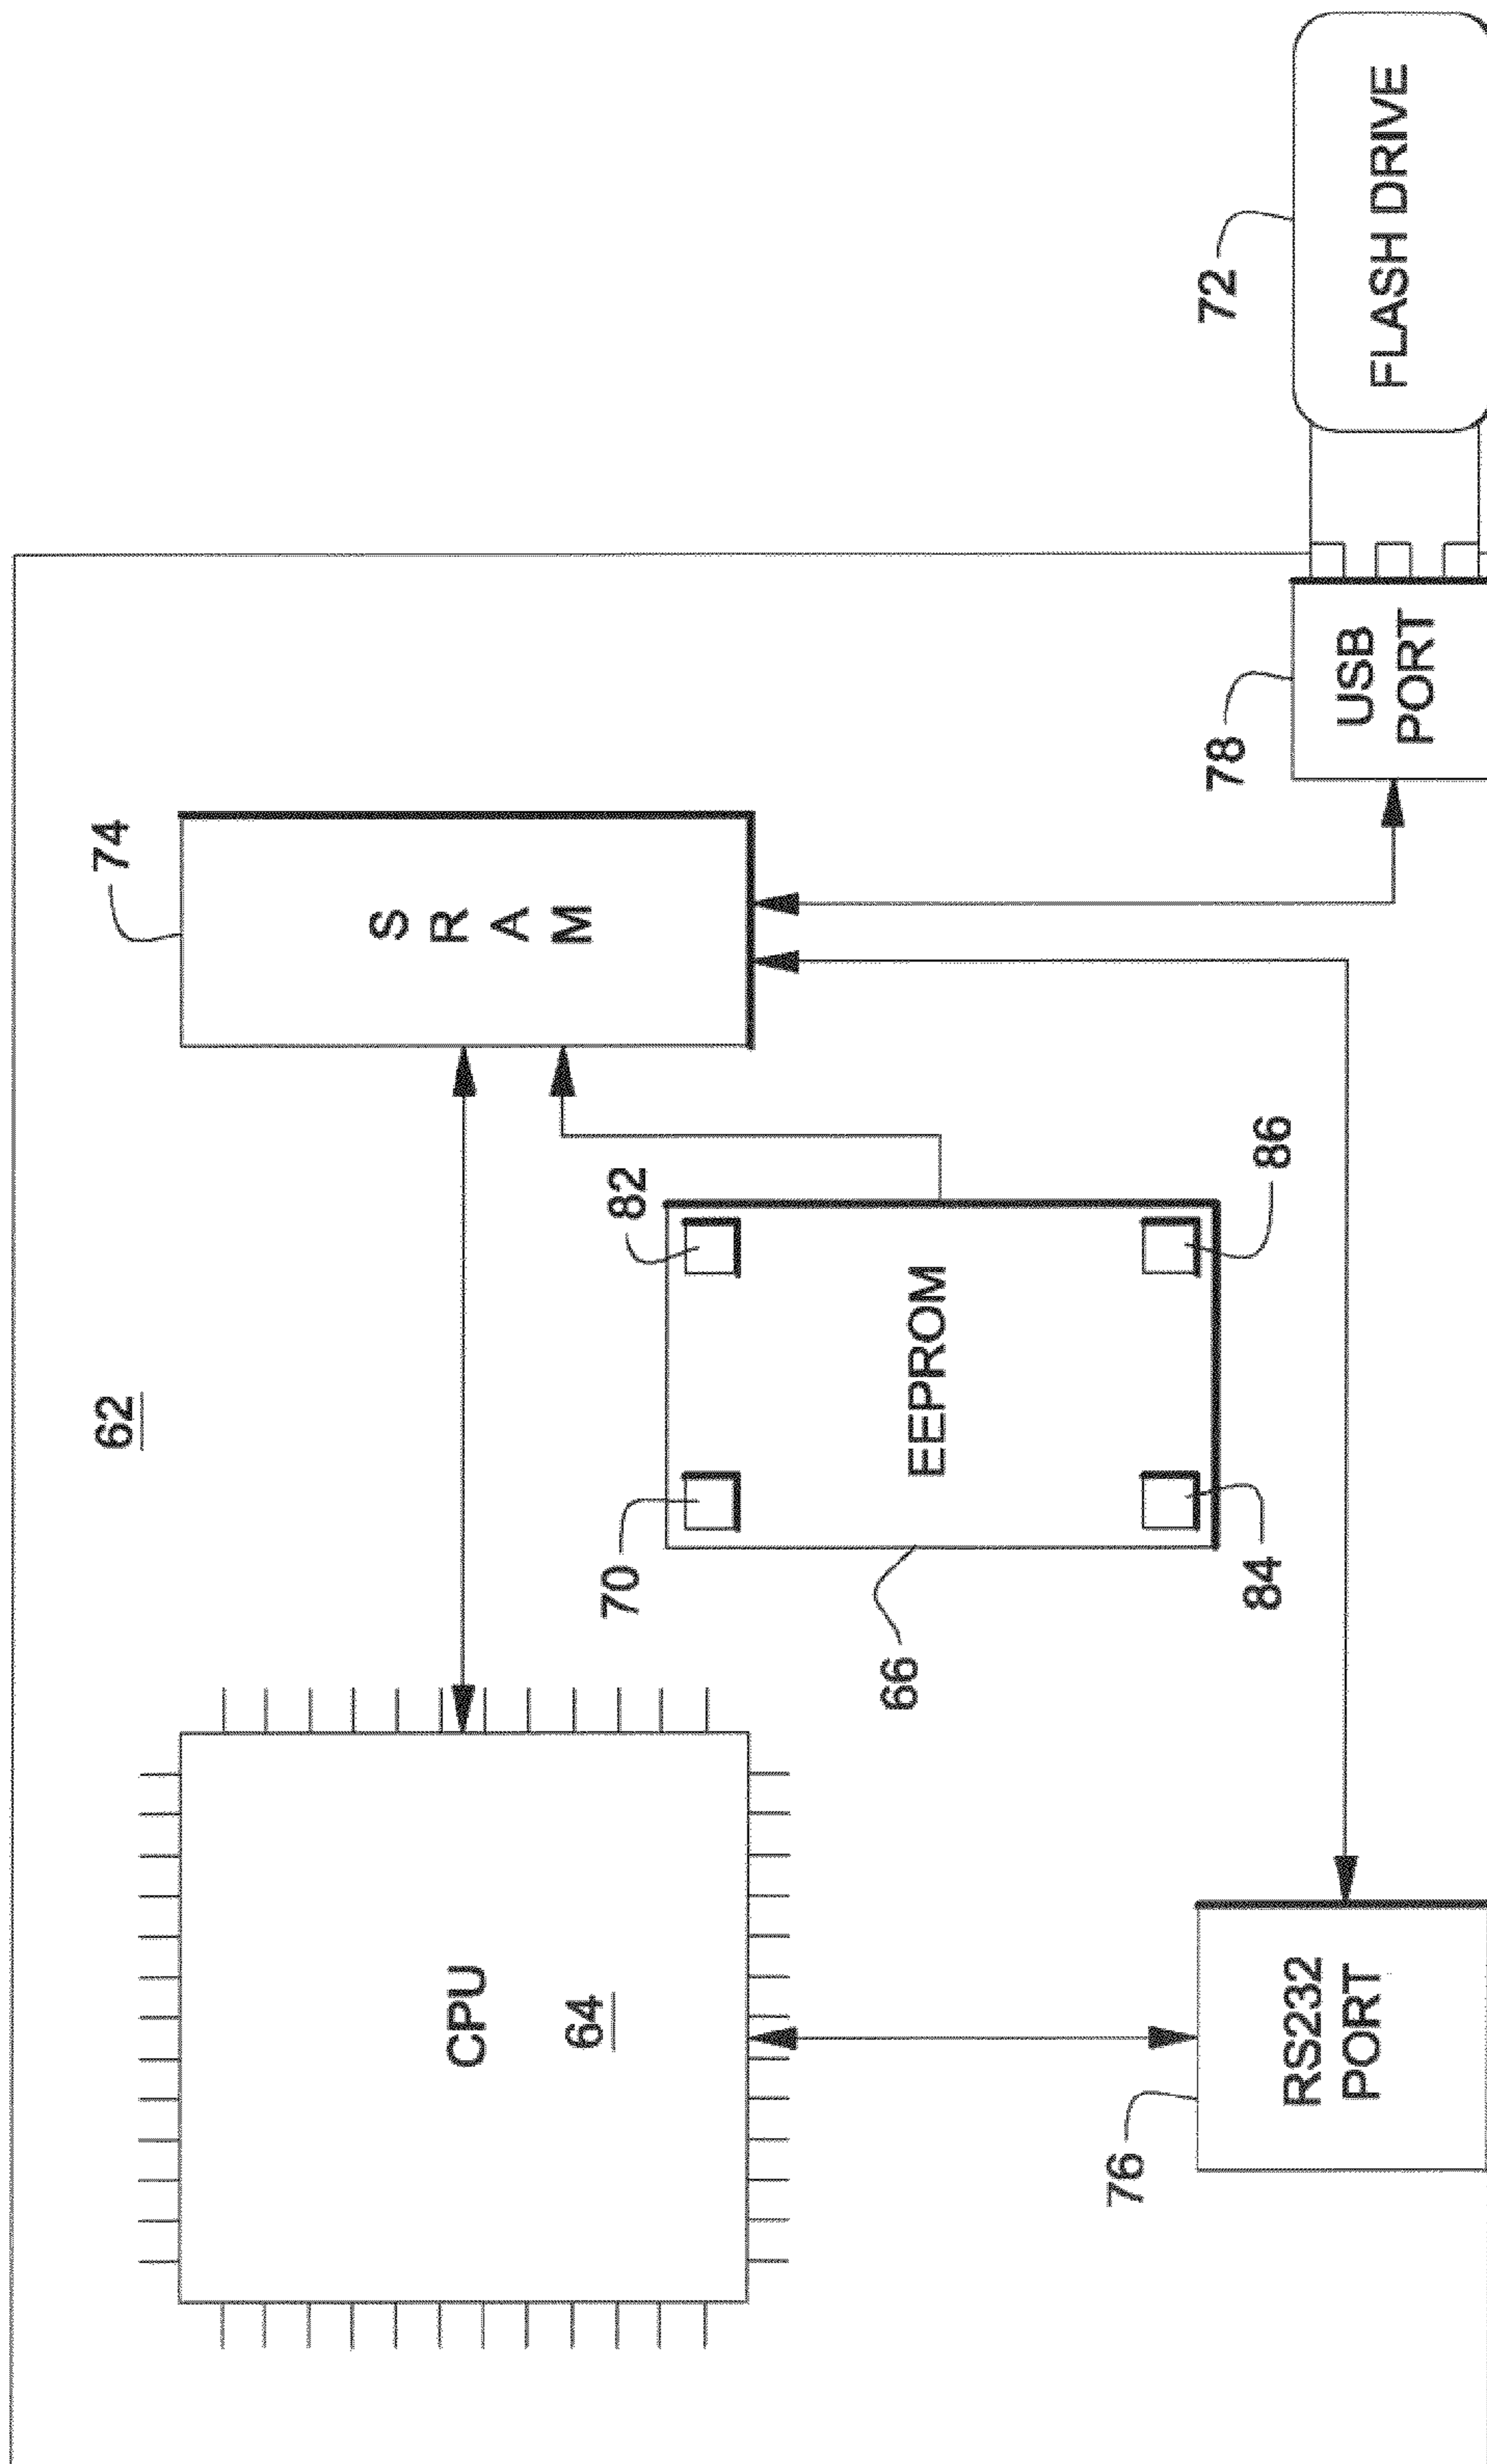 62
74
S
R
A
M
CPU
64
82
70
EEPROM
66
84
86
72
FLASH DRIVE
78
USB
PORT
76
RS232
PORT